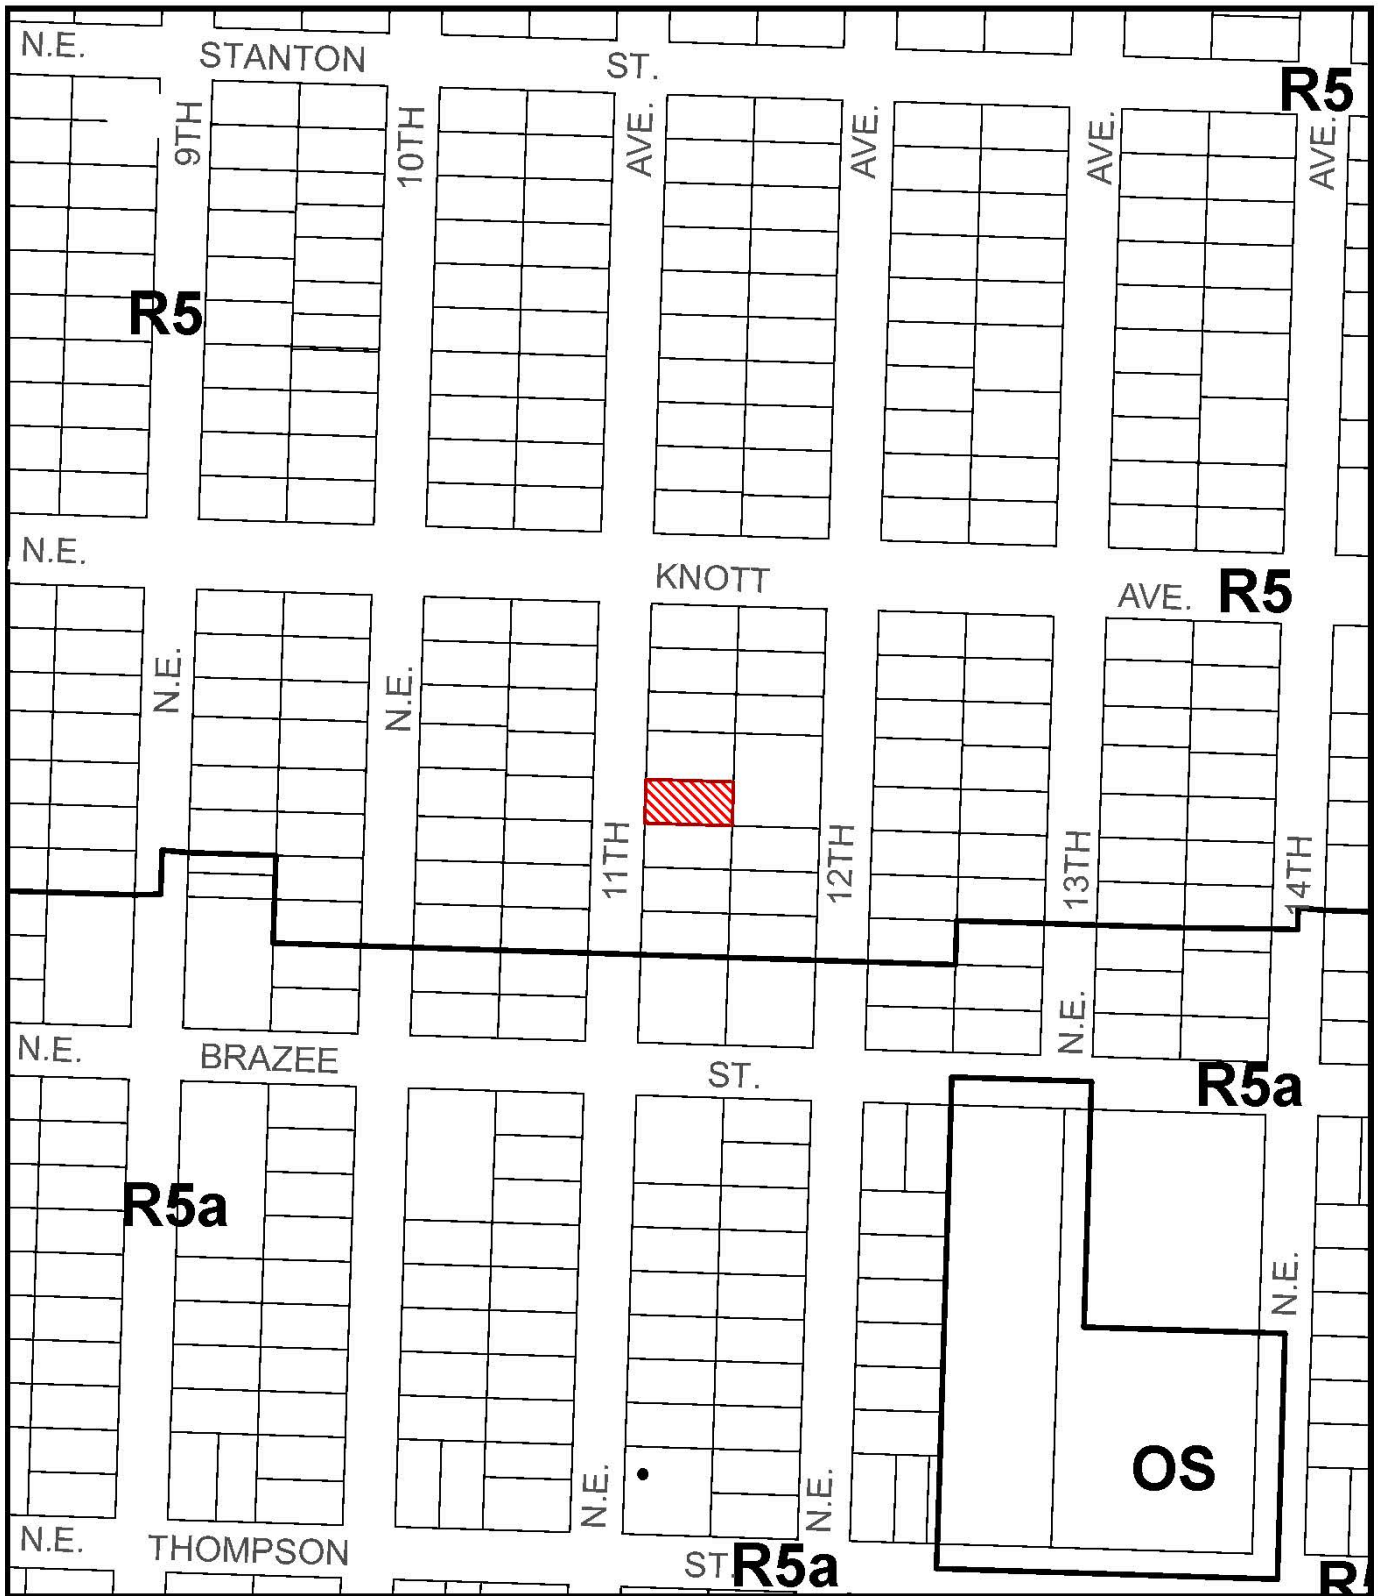 N.E. STANTON ST.
R5
9TH 10TH AVE. AVE. AVE. AVE.
R5
N.E. KNOTT AVE. R5
N.E. N.E.
11TH 12TH 13TH 14TH
N.E.
N.E. BRAZEE ST. R5a
R5a
N.E.
OS
N.E. N.E.
N.E. THOMPSON ST. R5a